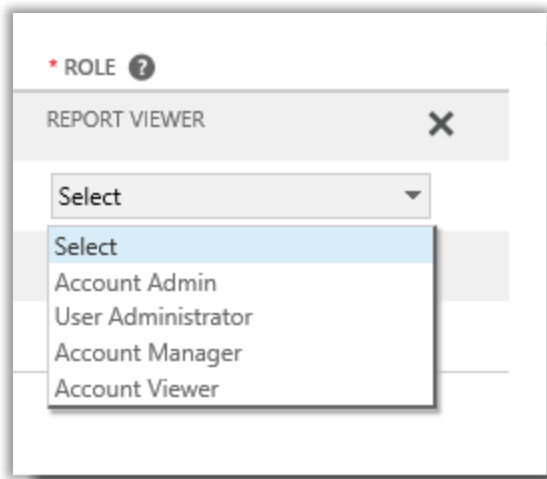 * ROLE ?
REPORT VIEWER
Select
Select
Account Admin
User Administrator
Account Manager
Account Viewer